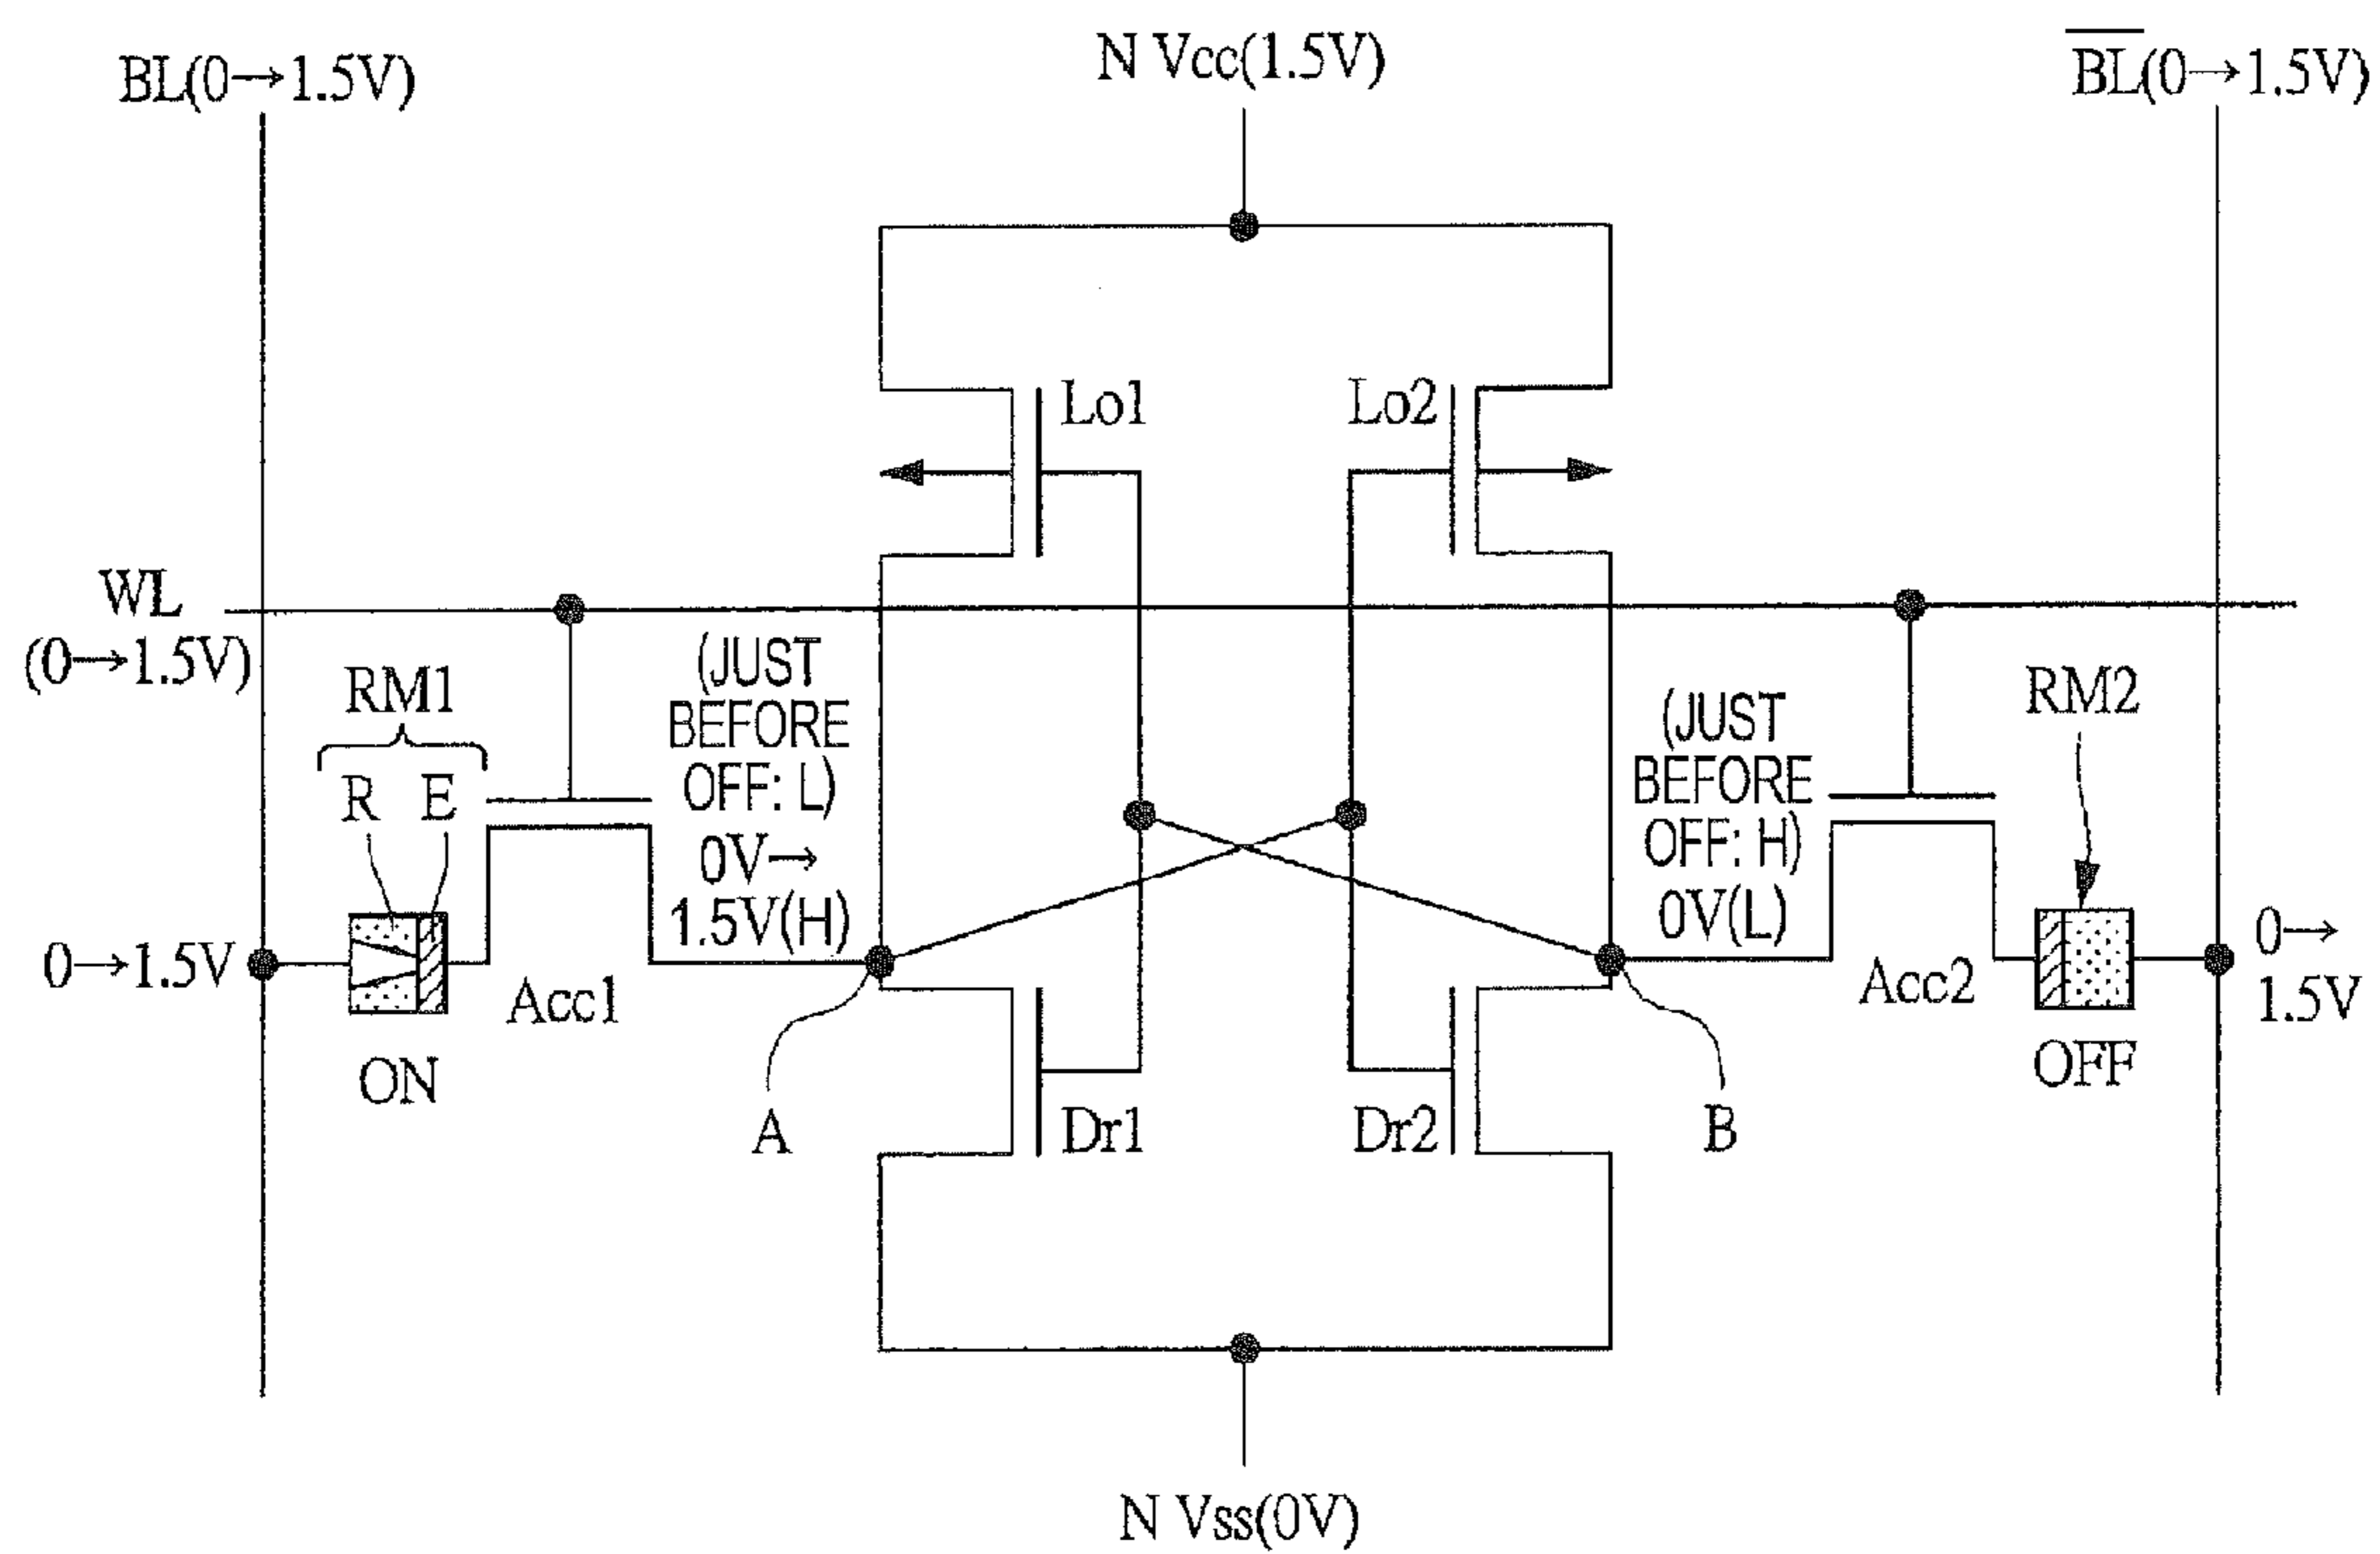 BL(0→1.5V)
N Vcc(1.5V)
B̅L̅(0→1.5V)
Lo1
Lo2
WL
(0→1.5V)
RM1
R E
(JUST
BEFORE
OFF: L)
0V→
1.5V(H)
(JUST
BEFORE
OFF: H)
0V(L)
RM2
0→1.5V
Acc1
ON
A
Dr1
Dr2
B
Acc2
OFF
0→
1.5V
N Vss(0V)